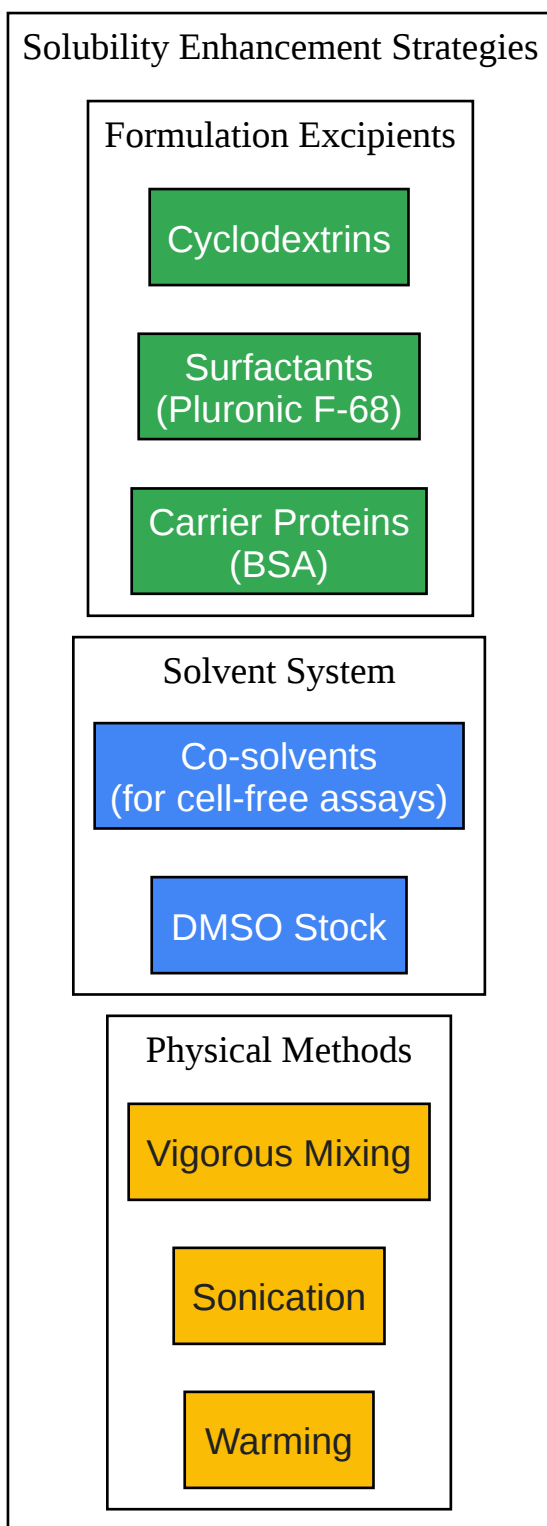 Solubility Enhancement Strategies
Formulation Excipients
Cyclodextrins
Surfactants
(Pluronic F-68)
Carrier Proteins
(BSA)
Solvent System
Co-solvents
(for cell-free assays)
DMSO Stock
Physical Methods
Vigorous Mixing
Sonication
Warming